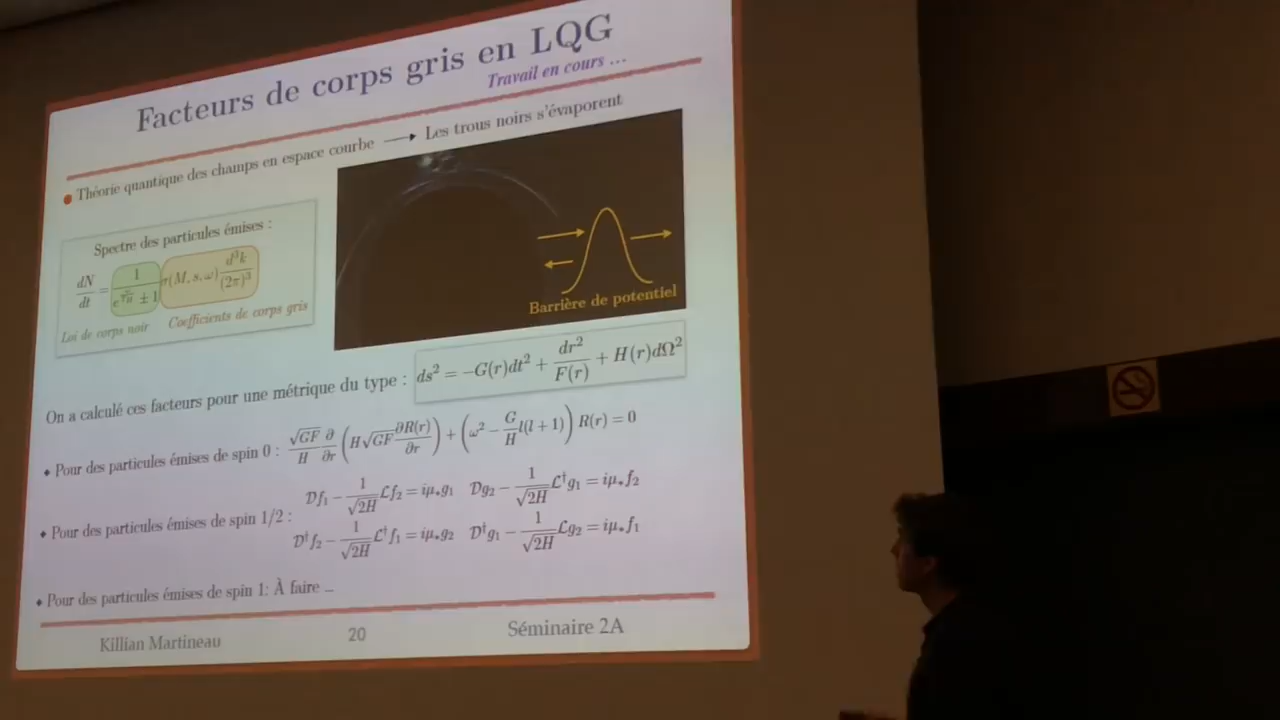 Facteurs de corps gris en LQG
Travail en cours ...
Théorie quantique des champs en espace courbe → Les trous noirs s'évaporent
Spectre des particules émises :
dN/dt = 1/(e^{} ± 1) σ(M, s, ω) d³k/(2π)³
Loi de corps noir Coefficients de corps gris
Barrière de potentiel
On a calculé ces facteurs pour une métrique du type : ds² = −G(r)dt² + dr²/F(r) + H(r)dΩ²
♦ Pour des particules émises de spin 0 : √GF/H ∂/∂r (H√GF ∂R(r)/∂r) + (ω² − G/H l(l + 1)) R(r) = 0
♦ Pour des particules émises de spin 1/2 :
𝒟f₁ − 1/√2H ℒf₂ = iμ*g₁ 𝒟g₂ − 1/√2H ℒ†g₁ = iμ*f₂
𝒟†f₂ − 1/√2H ℒ†f₁ = iμ*g₂ 𝒟†g₁ − 1/√2H ℒg₂ = iμ*f₁
♦ Pour des particules émises de spin 1: À faire ...
Killian Martineau 20 Séminaire 2A